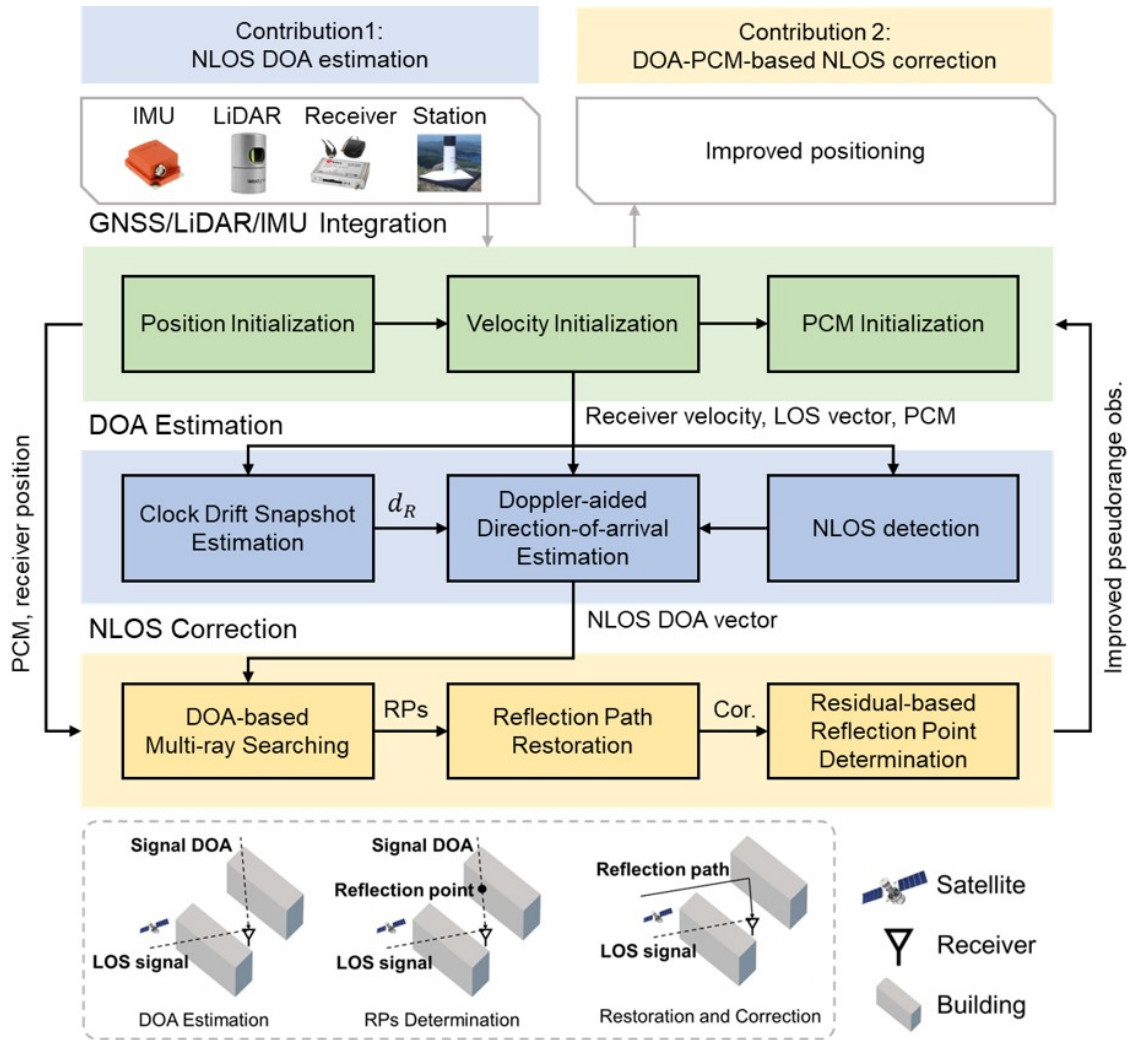 Contribution1:
NLOS DOA estimation
Contribution 2:
DOA-PCM-based NLOS correction
IMU
LiDAR
Receiver
Station
Improved positioning
GNSS/LiDAR/IMU Integration
Position Initialization
Velocity Initialization
PCM Initialization
Receiver velocity, LOS vector, PCM
DOA Estimation
Clock Drift Snapshot
Estimation
d_R
Doppler-aided
Direction-of-arrival
Estimation
NLOS detection
NLOS DOA vector
NLOS Correction
PCM, receiver position
Improved pseudorange obs.
DOA-based
Multi-ray Searching
RPs
Reflection Path
Restoration
Cor.
Residual-based
Reflection Point
Determination
Signal DOA
LOS signal
DOA Estimation
Signal DOA
Reflection point
LOS signal
RPs Determination
Reflection path
LOS signal
Restoration and Correction
Satellite
Receiver
Building